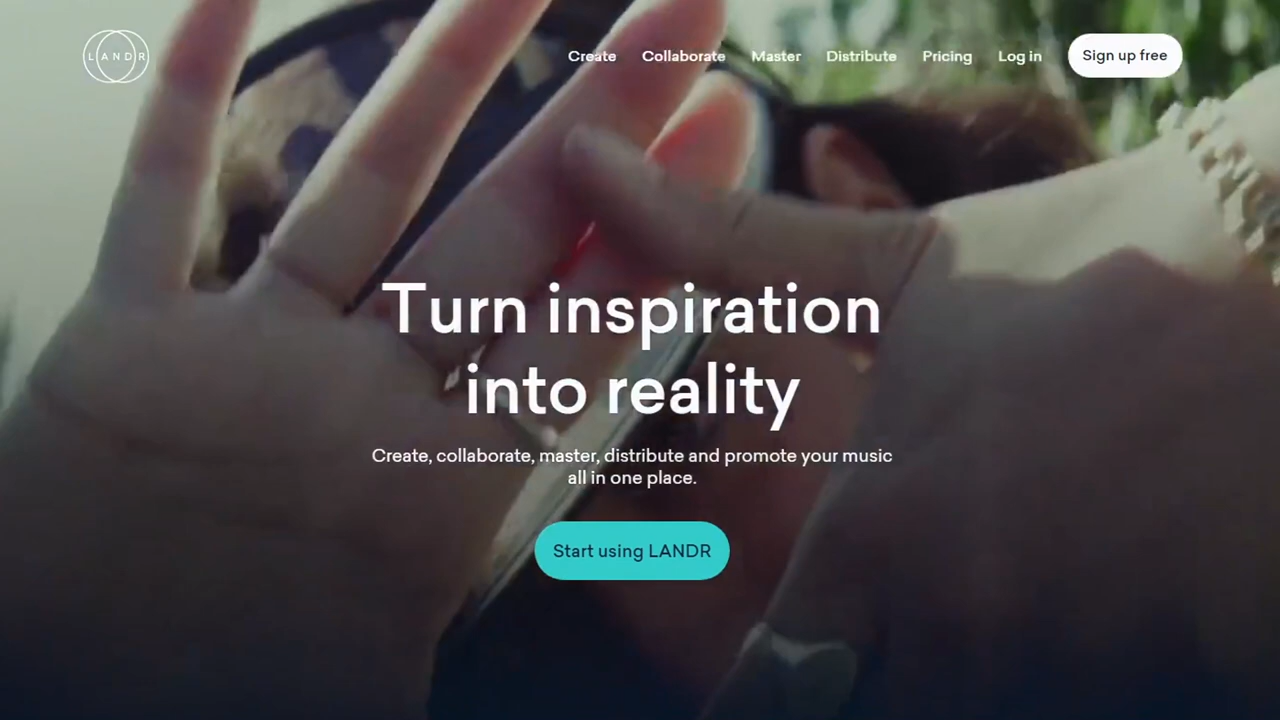 LANDR
Create
Collaborate
Master
Distribute
Pricing
Log in
Sign up free
Turn inspiration
into reality
Create, collaborate, master, distribute and promote your music
all in one place.
Start using LANDR